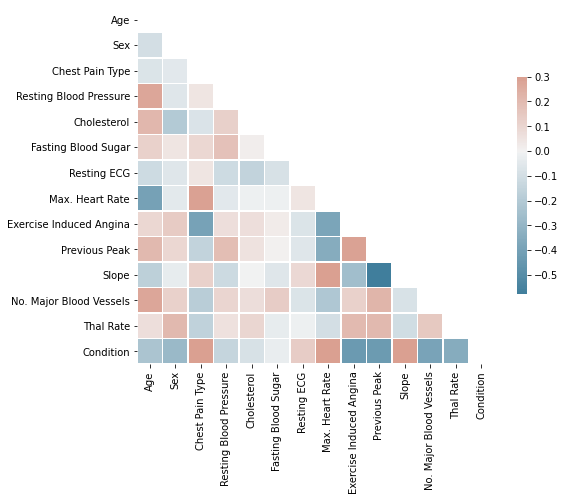 Age
Sex
Chest Pain Type
Resting Blood Pressure
Cholesterol
Fasting Blood Sugar
Resting ECG
Max. Heart Rate
Exercise Induced Angina
Previous Peak
Slope
No. Major Blood Vessels
Thal Rate
Condition
Age
Sex
Chest Pain Type
Resting Blood Pressure
Cholesterol
Fasting Blood Sugar
Resting ECG
Max. Heart Rate
Exercise Induced Angina
Previous Peak
Slope
No. Major Blood Vessels
Thal Rate
Condition
0.3
0.2
0.1
0.0
−0.1
−0.2
−0.3
−0.4
−0.5